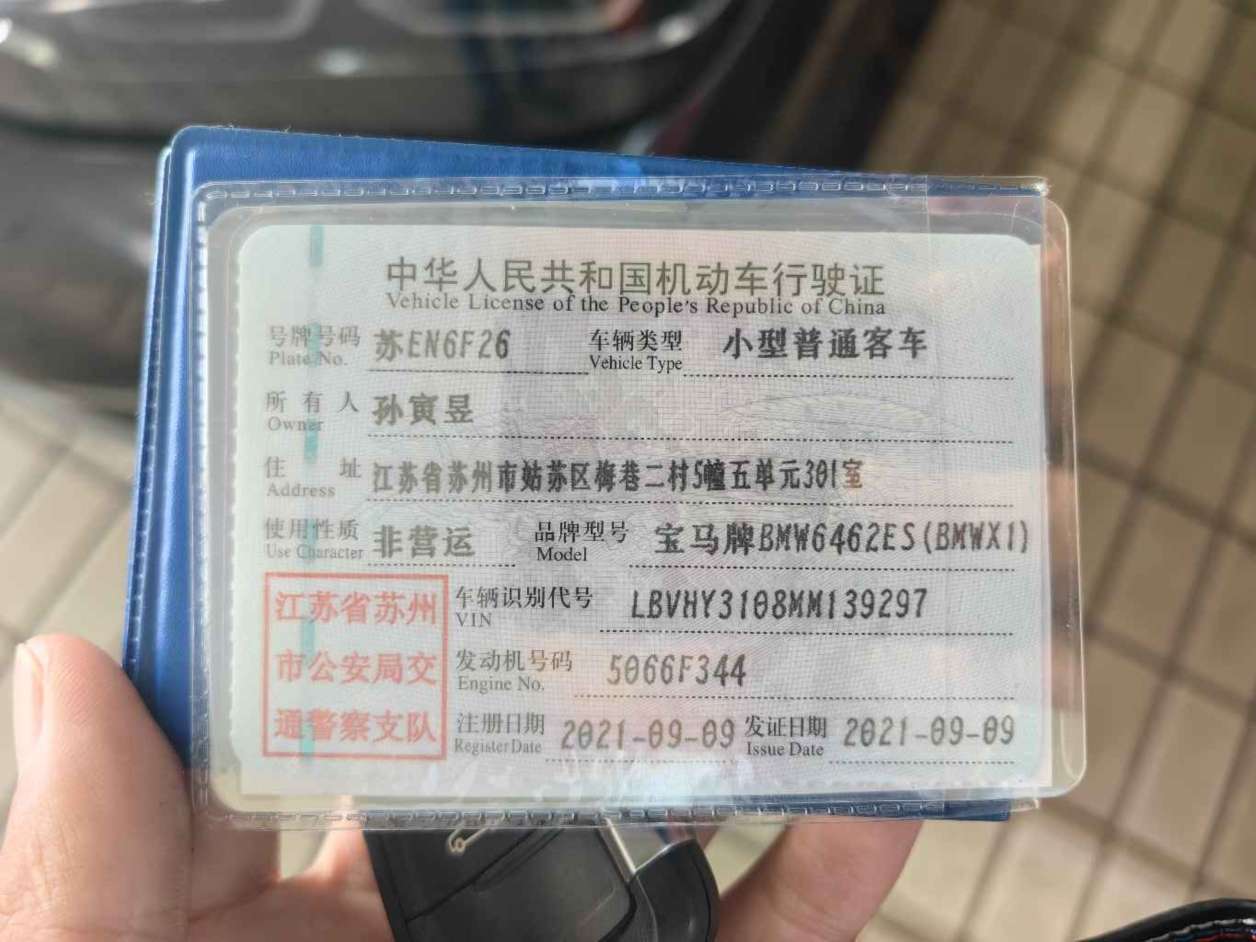 中华人民共和国机动车行驶证
Vehicle License of the People's Republic of China
号牌号码 苏EN6F26 车辆类型 小型普通客车
Plate No. Vehicle Type
所有人 孙寅昱
Owner
住址 江苏省苏州市姑苏区梅巷二村5幢五单元301室
Address
使用性质 非营运 品牌型号 宝马牌BMW6462ES(BMWX1)
Use Character Model
江苏省苏州
市公安局交
通警察支队
车辆识别代号 LBVHY3108MM139297
VIN
发动机号码 5066F344
Engine No.
注册日期 2021-09-09 发证日期 2021-09-09
Register Date Issue Date